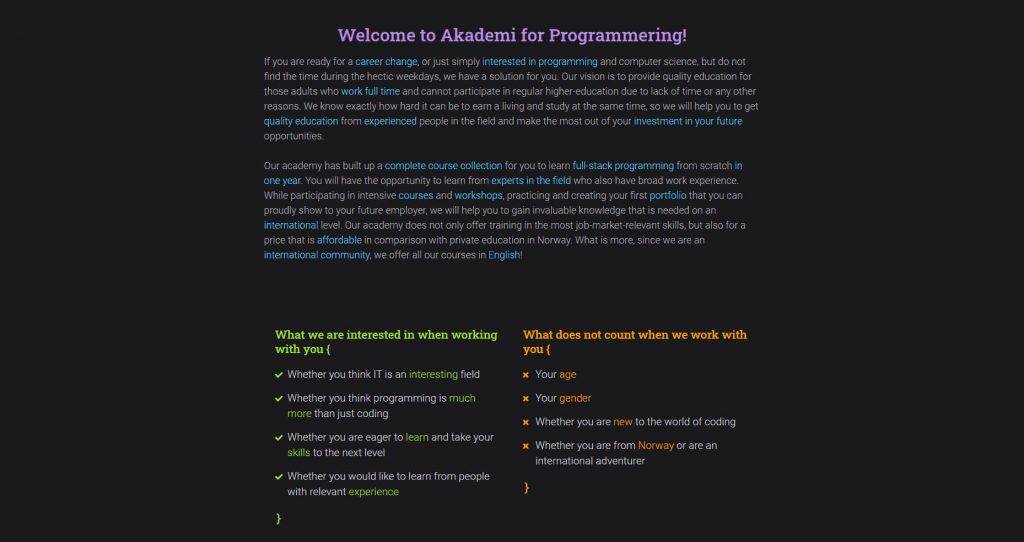 Welcome to Akademi for Programmering!
If you are ready for a career change, or just simply interested in programming and computer science, but do not
find the time during the hectic weekdays, we have a solution for you. Our vision is to provide quality education for
those adults who work full time and cannot participate in regular higher-education due to lack of time or any other
reasons. We know exactly how hard it can be to earn a living and study at the same time, so we will help you to get
quality education from experienced people in the field and make the most out of your investment in your future
opportunities.
Our academy has built up a complete course collection for you to learn full-stack programming from scratch in
one year. You will have the opportunity to learn from experts in the field who also have broad work experience.
While participating in intensive courses and workshops, practicing and creating your first portfolio that you can
proudly show to your future employer, we will help you to gain invaluable knowledge that is needed on an
international level. Our academy does not only offer training in the most job-market-relevant skills, but also for a
price that is affordable in comparison with private education in Norway. What is more, since we are an
international community, we offer all our courses in English!
What we are interested in when working
with you {
Whether you think IT is an interesting field
Whether you think programming is much
more than just coding
Whether you are eager to learn and take your
skills to the next level
Whether you would like to learn from people
with relevant experience
}
What does not count when we work with
you {
Your age
Your gender
Whether you are new to the world of coding
Whether you are from Norway or are an
international adventurer
}